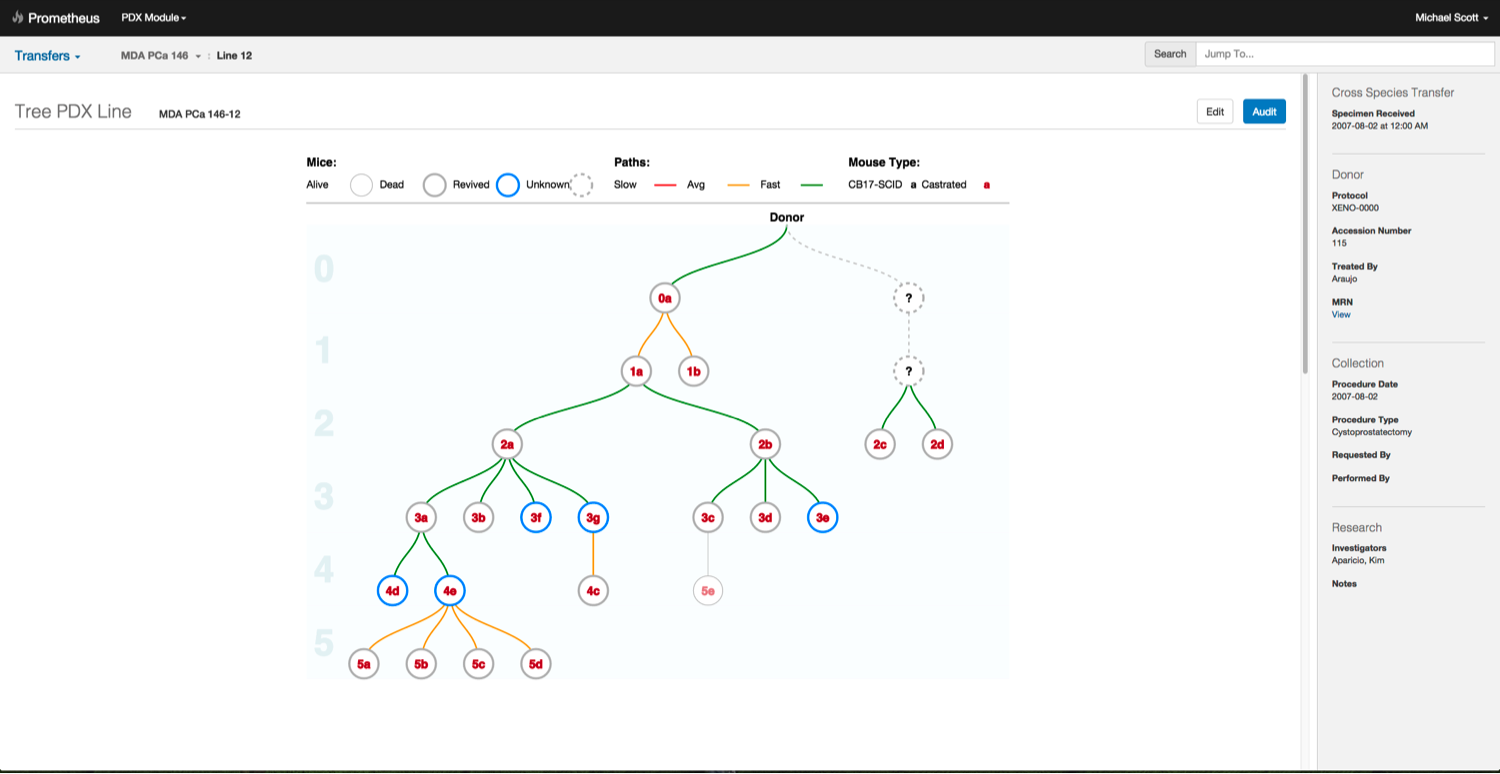 Prometheus PDX Module Michael Scott
Transfers MDA PCa 146 : Line 12 Search Jump To...
Tree PDX Line MDA PCa 146-12 Edit Audit
Mice: Paths: Mouse Type:
Alive Dead Revived Unknown Slow Avg Fast CB17-SCID a Castrated a
Donor
0
0a ?
1
1a 1b ?
2
2a 2b 2c 2d
3
3a 3b 3f 3g 3c 3d 3e
4
4d 4e 4c 5e
5
5a 5b 5c 5d
Cross Species Transfer
Specimen Received
2007-08-02 at 12:00 AM
Donor
Protocol
XENO-0000
Accession Number
115
Treated By
Araujo
MRN
View
Collection
Procedure Date
2007-08-02
Procedure Type
Cystoprostatectomy
Requested By
Performed By
Research
Investigators
Aparicio, Kim
Notes